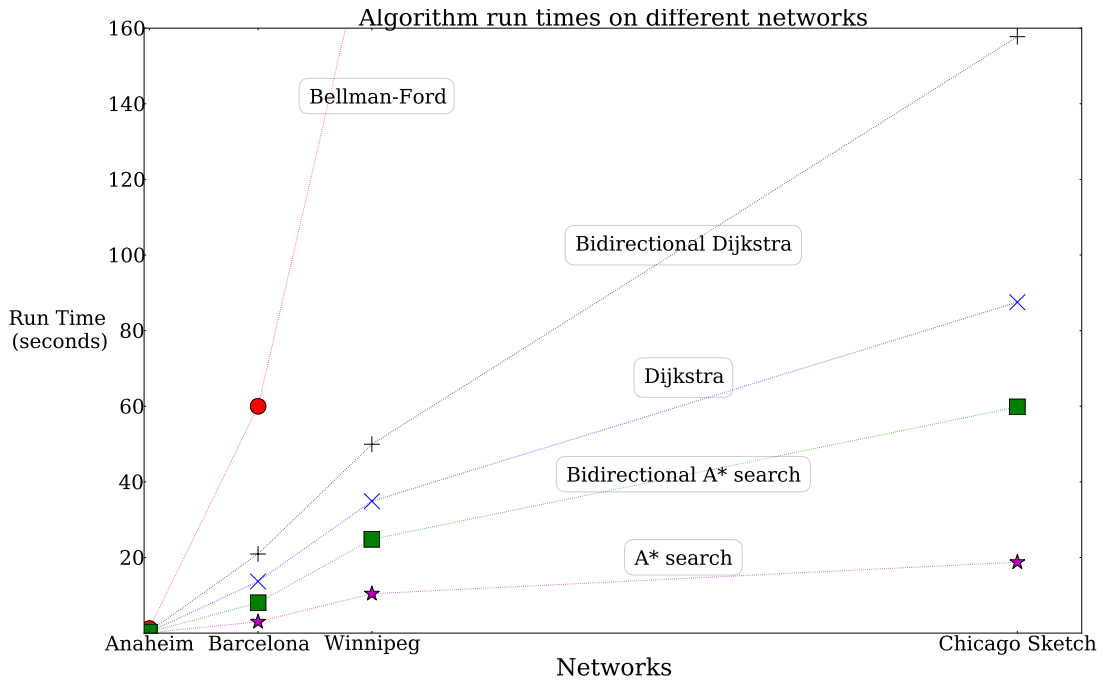 Algorithm run times on different networks
160
140
120
100
80
60
40
20
Run Time
(seconds)
Bellman-Ford
Bidirectional Dijkstra
Dijkstra
Bidirectional A* search
A* search
Anaheim Barcelona Winnipeg Chicago Sketch
Networks